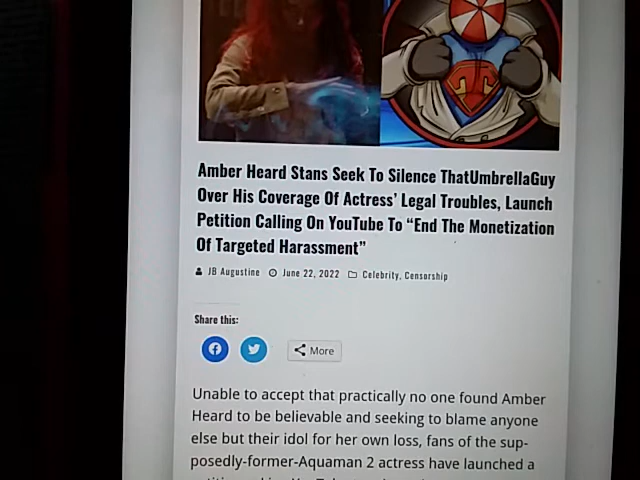 Amber Heard Stans Seek To Silence ThatUmbrellaGuy
Over His Coverage Of Actress’ Legal Troubles, Launch
Petition Calling On YouTube To “End The Monetization
Of Targeted Harassment”
JB Augustine June 22, 2022 Celebrity, Censorship
Share this:
More
Unable to accept that practically no one found Amber
Heard to be believable and seeking to blame anyone
else but their idol for her own loss, fans of the sup-
posedly-former-Aquaman 2 actress have launched a